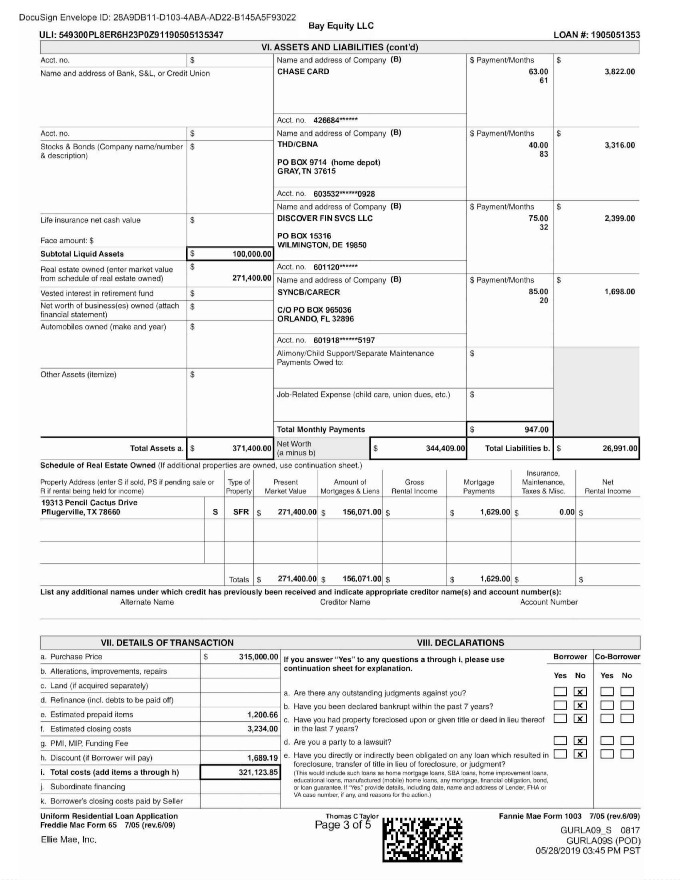 DocuSign Envelope ID: 28A9DB11-D103-4ABA-AD22-B145A5F93022
Bay Equity LLC
ULI: 549300PL8ER6H23P0Z91190505135347 LOAN #: 1905051353
VI. ASSETS AND LIABILITIES (cont'd)
Acct. no. $ Name and address of Company (B) $ Payment/Months $
Name and address of Bank, S&L, or Credit Union CHASE CARD 63.00 3,822.00
61
Acct. no. 426684******
Acct. no. $ Name and address of Company (B) $ Payment/Months $
Stocks & Bonds (Company name/number $ THD/CBNA 40.00 3,316.00
& description) 83
PO BOX 9714 (home depot)
GRAY, TN 37615
Acct. no. 603532******0928
Name and address of Company (B) $ Payment/Months $
Life insurance net cash value $ DISCOVER FIN SVCS LLC 75.00 2,399.00
32
PO BOX 15316
Face amount: $ WILMINGTON, DE 19850
Subtotal Liquid Assets $ 100,000.00
Real estate owned (enter market value $ Acct. no. 601120******
from schedule of real estate owned) 271,400.00 Name and address of Company (B) $ Payment/Months $
Vested interest in retirement fund $ SYNCB/CARECR 85.00 1,698.00
Net worth of business(es) owned (attach $ 20
financial statement) C/O PO BOX 965036
Automobiles owned (make and year) $ ORLANDO, FL 32896
Acct. no. 601918******5197
Alimony/Child Support/Separate Maintenance $
Payments Owed to:
Other Assets (itemize) $
Job-Related Expense (child care, union dues, etc.) $
Total Monthly Payments $ 947.00
Total Assets a. $ 371,400.00 Net Worth $ 344,409.00 Total Liabilities b. $ 26,991.00
(a minus b)
Schedule of Real Estate Owned (If additional properties are owned, use continuation sheet.)
Property Address (enter S if sold, PS if pending sale or R if rental being held for income) Type of Property Present Market Value Amount of Mortgages & Liens Gross Rental Income Mortgage Payments Insurance, Maintenance, Taxes & Misc. Net Rental Income
19313 Pencil Cactus Drive
Pflugerville, TX 78660 S SFR $ 271,400.00 $ 156,071.00 $ $ 1,629.00 $ 0.00 $
Totals $ 271,400.00 $ 156,071.00 $ $ 1,629.00 $ $
List any additional names under which credit has previously been received and indicate appropriate creditor name(s) and account number(s):
Alternate Name Creditor Name Account Number
VII. DETAILS OF TRANSACTION VIII. DECLARATIONS
a. Purchase Price $ 315,000.00
b. Alterations, improvements, repairs
c. Land (if acquired separately)
d. Refinance (incl. debts to be paid off)
e. Estimated prepaid items 1,200.66
f. Estimated closing costs 3,234.00
g. PMI, MIP, Funding Fee
h. Discount (if Borrower will pay) 1,689.19
i. Total costs (add items a through h) 321,123.85
j. Subordinate financing
k. Borrower's closing costs paid by Seller
If you answer "Yes" to any questions a through i, please use Borrower Co-Borrower
continuation sheet for explanation. Yes No Yes No
a. Are there any outstanding judgments against you? X
b. Have you been declared bankrupt within the past 7 years? X
c. Have you had property foreclosed upon or given title or deed in lieu thereof X
in the last 7 years?
d. Are you a party to a lawsuit? X
e. Have you directly or indirectly been obligated on any loan which resulted in X
foreclosure, transfer of title in lieu of foreclosure, or judgment?
(This would include such loans as home mortgage loans, SBA loans, home improvement loans,
educational loans, manufactured (mobile) home loans, any mortgage, financial obligation, bond,
or loan guarantee. If "Yes," provide details, including date, name and address of Lender, FHA or
VA case number, if any, and reasons for the action.)
Uniform Residential Loan Application Thomas C Taylor Fannie Mae Form 1003 7/05 (rev.6/09)
Freddie Mac Form 65 7/05 (rev.6/09) Page 3 of 5
GURLA09_S 0817
Ellie Mae, Inc. GURLA09S (POD)
05/28/2019 03:45 PM PST